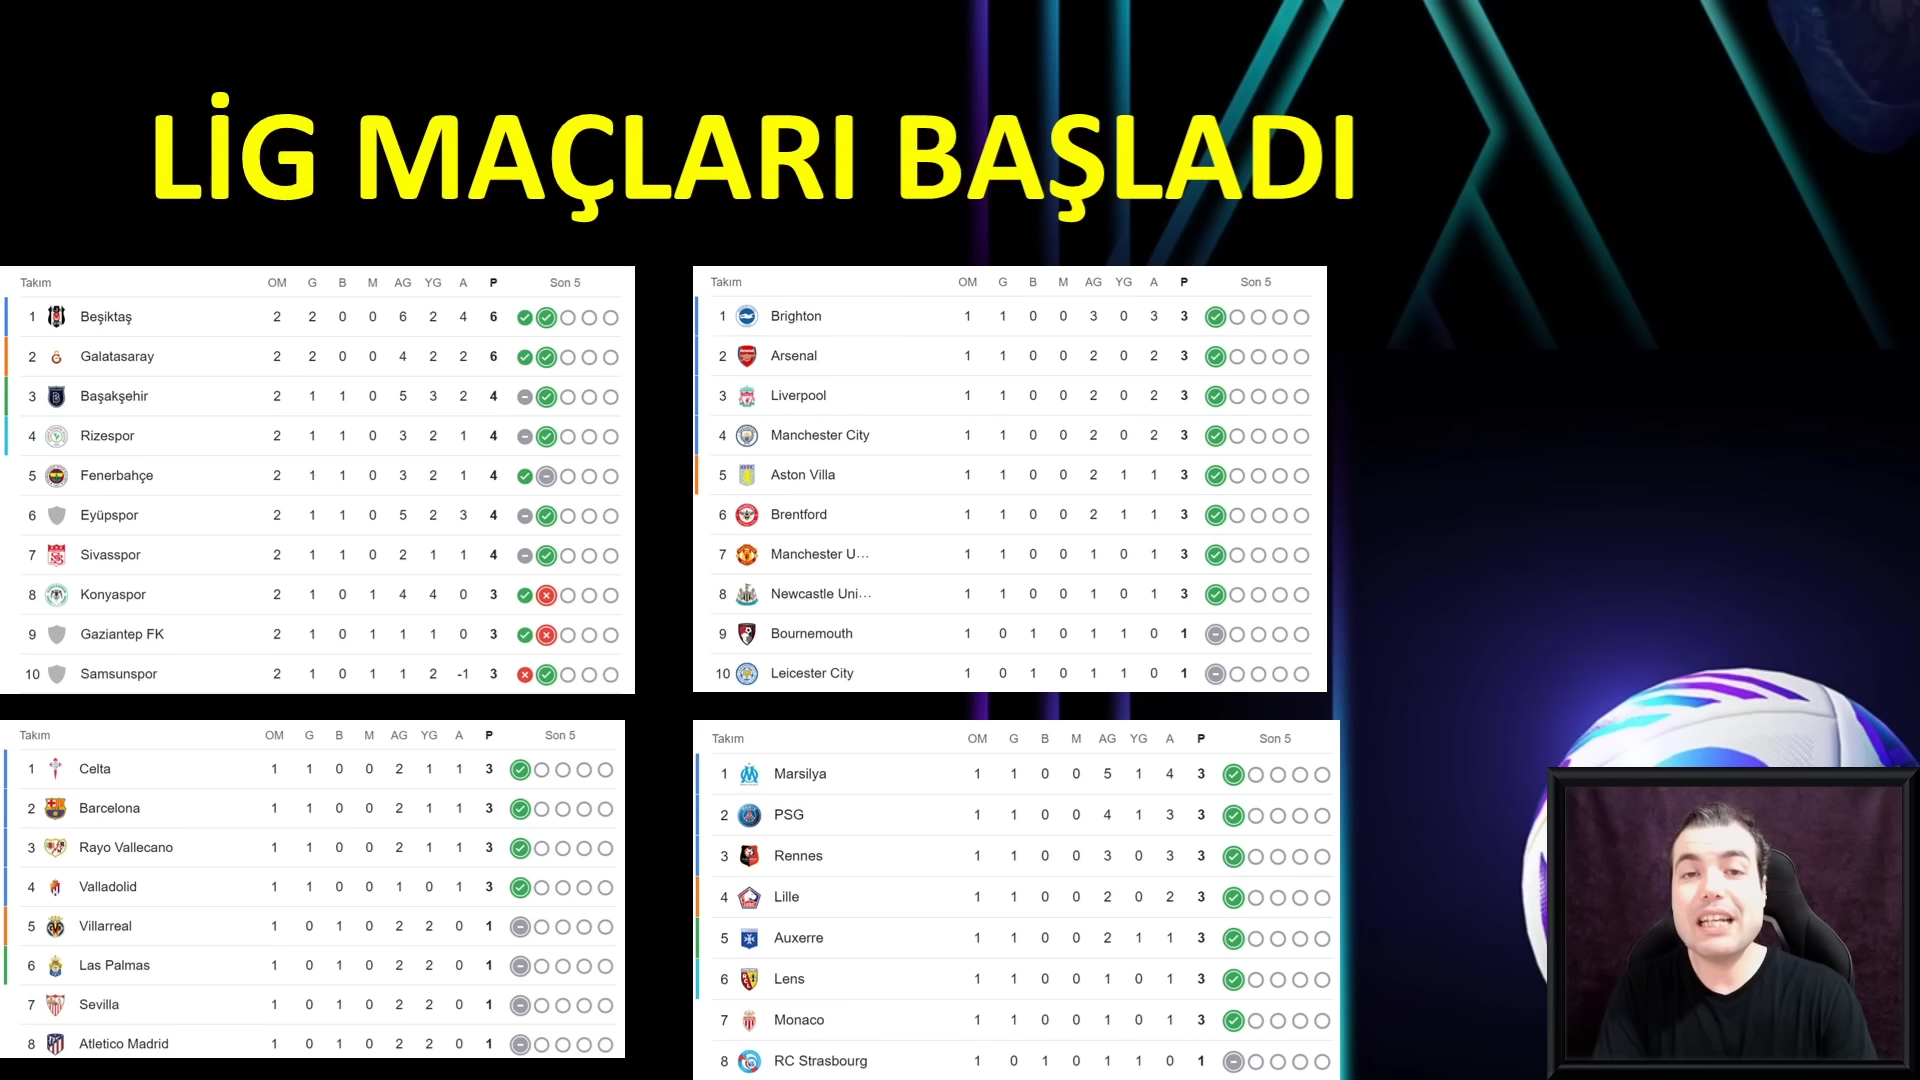 LİG MAÇLARI BAŞLADI
Takım OM G B M AG YG A P Son 5
1 Beşiktaş 2 2 0 0 6 2 4 6
2 Galatasaray 2 2 0 0 4 2 2 6
3 Başakşehir 2 1 1 0 5 3 2 4
4 Rizespor 2 1 1 0 3 2 1 4
5 Fenerbahçe 2 1 1 0 3 2 1 4
6 Eyüpspor 2 1 1 0 5 2 3 4
7 Sivasspor 2 1 1 0 2 1 1 4
8 Konyaspor 2 1 0 1 4 4 0 3
9 Gaziantep FK 2 1 0 1 1 1 0 3
10 Samsunspor 2 1 0 1 1 2 -1 3
Takım OM G B M AG YG A P Son 5
1 Brighton 1 1 0 0 3 0 3 3
2 Arsenal 1 1 0 0 2 0 2 3
3 Liverpool 1 1 0 0 2 0 2 3
4 Manchester City 1 1 0 0 2 0 2 3
5 Aston Villa 1 1 0 0 2 1 1 3
6 Brentford 1 1 0 0 2 1 1 3
7 Manchester U... 1 1 0 0 1 0 1 3
8 Newcastle Uni... 1 1 0 0 1 0 1 3
9 Bournemouth 1 0 1 0 1 1 0 1
10 Leicester City 1 0 1 0 1 1 0 1
Takım OM G B M AG YG A P Son 5
1 Celta 1 1 0 0 2 1 1 3
2 Barcelona 1 1 0 0 2 1 1 3
3 Rayo Vallecano 1 1 0 0 2 1 1 3
4 Valladolid 1 1 0 0 1 0 1 3
5 Villarreal 1 0 1 0 2 2 0 1
6 Las Palmas 1 0 1 0 2 2 0 1
7 Sevilla 1 0 1 0 2 2 0 1
8 Atletico Madrid 1 0 1 0 2 2 0 1
Takım OM G B M AG YG A P Son 5
1 Marsilya 1 1 0 0 5 1 4 3
2 PSG 1 1 0 0 4 1 3 3
3 Rennes 1 1 0 0 3 0 3 3
4 Lille 1 1 0 0 2 0 2 3
5 Auxerre 1 1 0 0 2 1 1 3
6 Lens 1 1 0 0 1 0 1 3
7 Monaco 1 1 0 0 1 0 1 3
8 RC Strasbourg 1 0 1 0 1 1 0 1